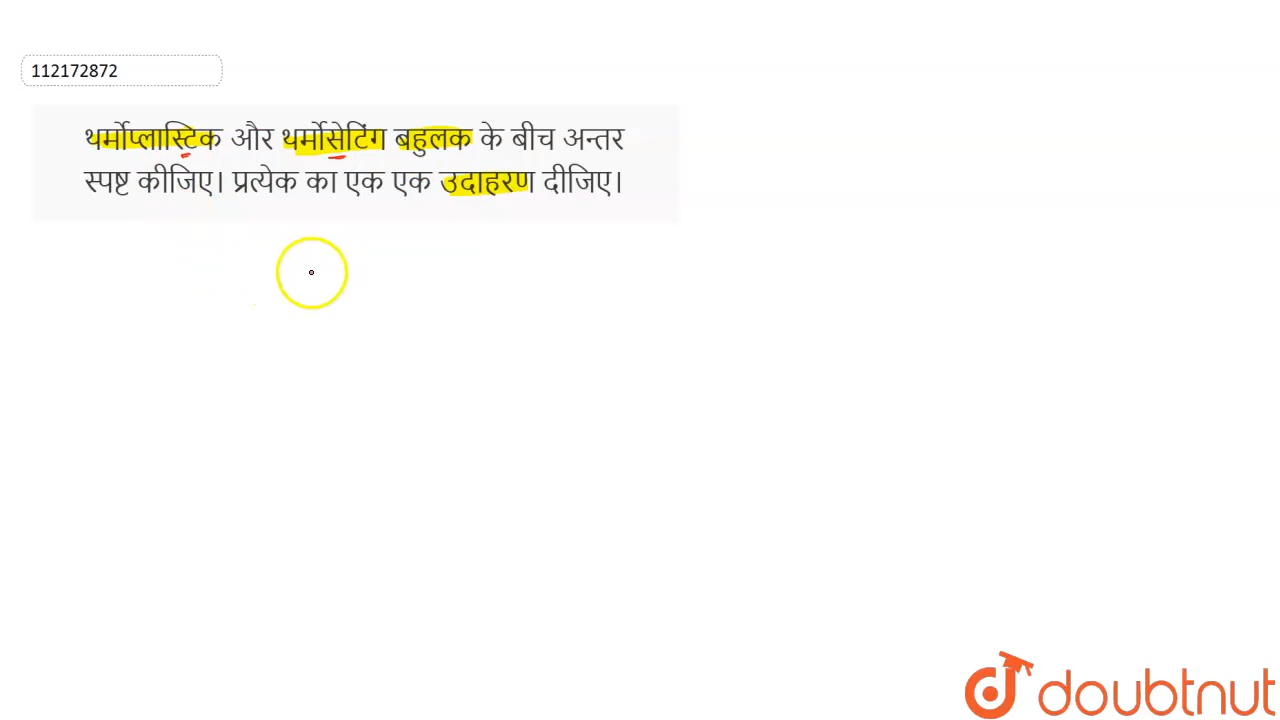 112172872
थर्मोप्लास्टिक और थर्मोसेटिंग बहुलक के बीच अन्तर
स्पष्ट कीजिए। प्रत्येक का एक एक उदाहरण दीजिए।
doubtnut